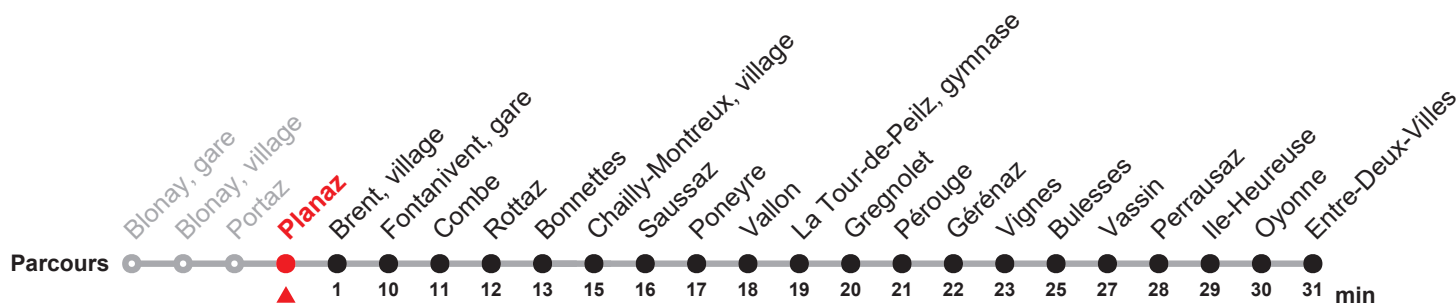 Blonay, gare
Blonay, village
Portaz
Planaz
Brent, village
Fontanivent, gare
Combe
Rottaz
Bonnettes
Chailly-Montreux, village
Saussaz
Poneyre
Vallon
La Tour-de-Peilz, gymnase
Gregnolet
Pérouge
Gérénaz
Vignes
Bulesses
Vassin
Perrausaz
Ile-Heureuse
Oyonne
Entre-Deux-Villes
Parcours
1 10 11 12 13 15 16 17 18 19 20 21 22 23 25 27 28 29 30 31 min